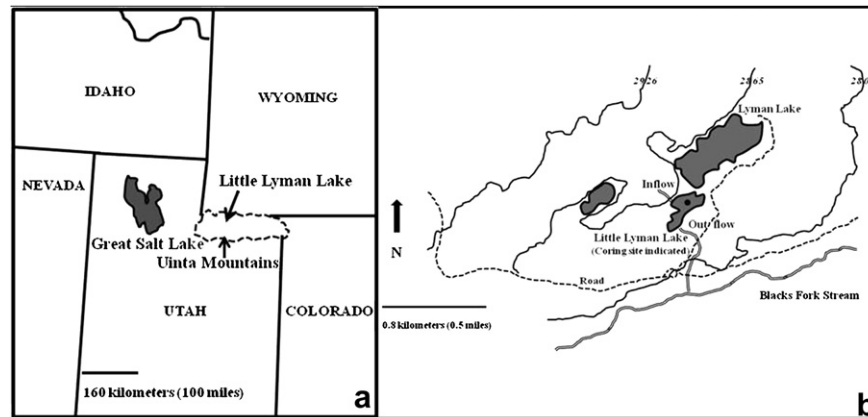 IDAHO
WYOMING
NEVADA
Little Lyman Lake
Great Salt Lake
Uinta Mountains
UTAH
COLORADO
160 kilometers (100 miles)
a
2926
2865
Lyman Lake
Inflow
Out flow
N
Little Lyman Lake
(Coring site indicated)
Road
Blacks Fork Stream
0.8 kilometers (0.5 miles)